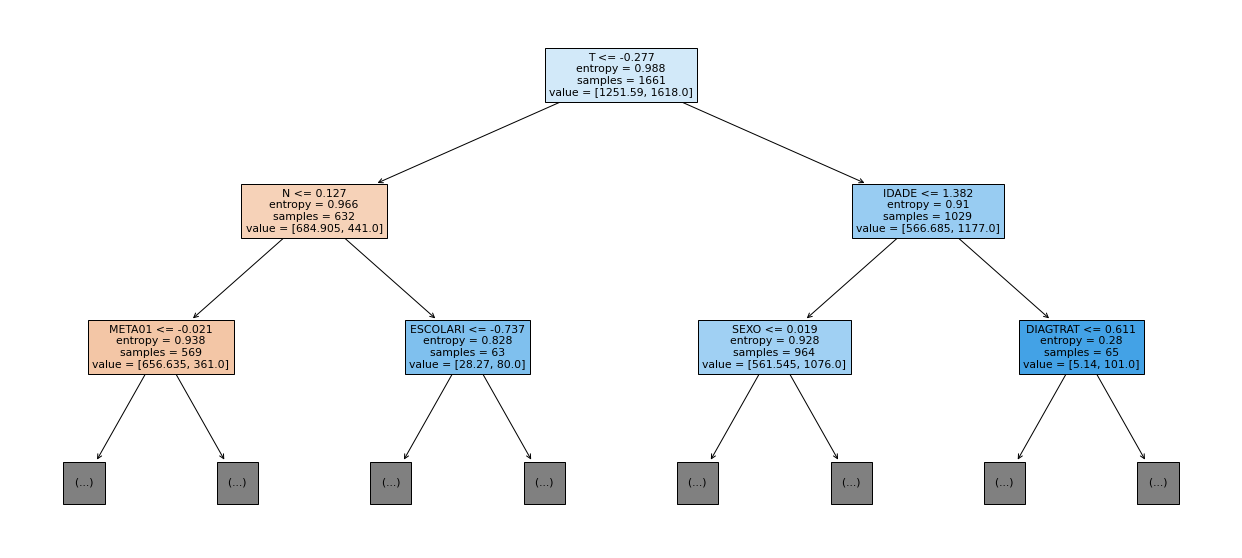 T <= -0.277
entropy = 0.988
samples = 1661
value = [1251.59, 1618.0]
N <= 0.127
entropy = 0.966
samples = 632
value = [684.905, 441.0]
IDADE <= 1.382
entropy = 0.91
samples = 1029
value = [566.685, 1177.0]
META01 <= -0.021
entropy = 0.938
samples = 569
value = [656.635, 361.0]
ESCOLARI <= -0.737
entropy = 0.828
samples = 63
value = [28.27, 80.0]
SEXO <= 0.019
entropy = 0.928
samples = 964
value = [561.545, 1076.0]
DIAGTRAT <= 0.611
entropy = 0.28
samples = 65
value = [5.14, 101.0]
(...)
(...)
(...)
(...)
(...)
(...)
(...)
(...)